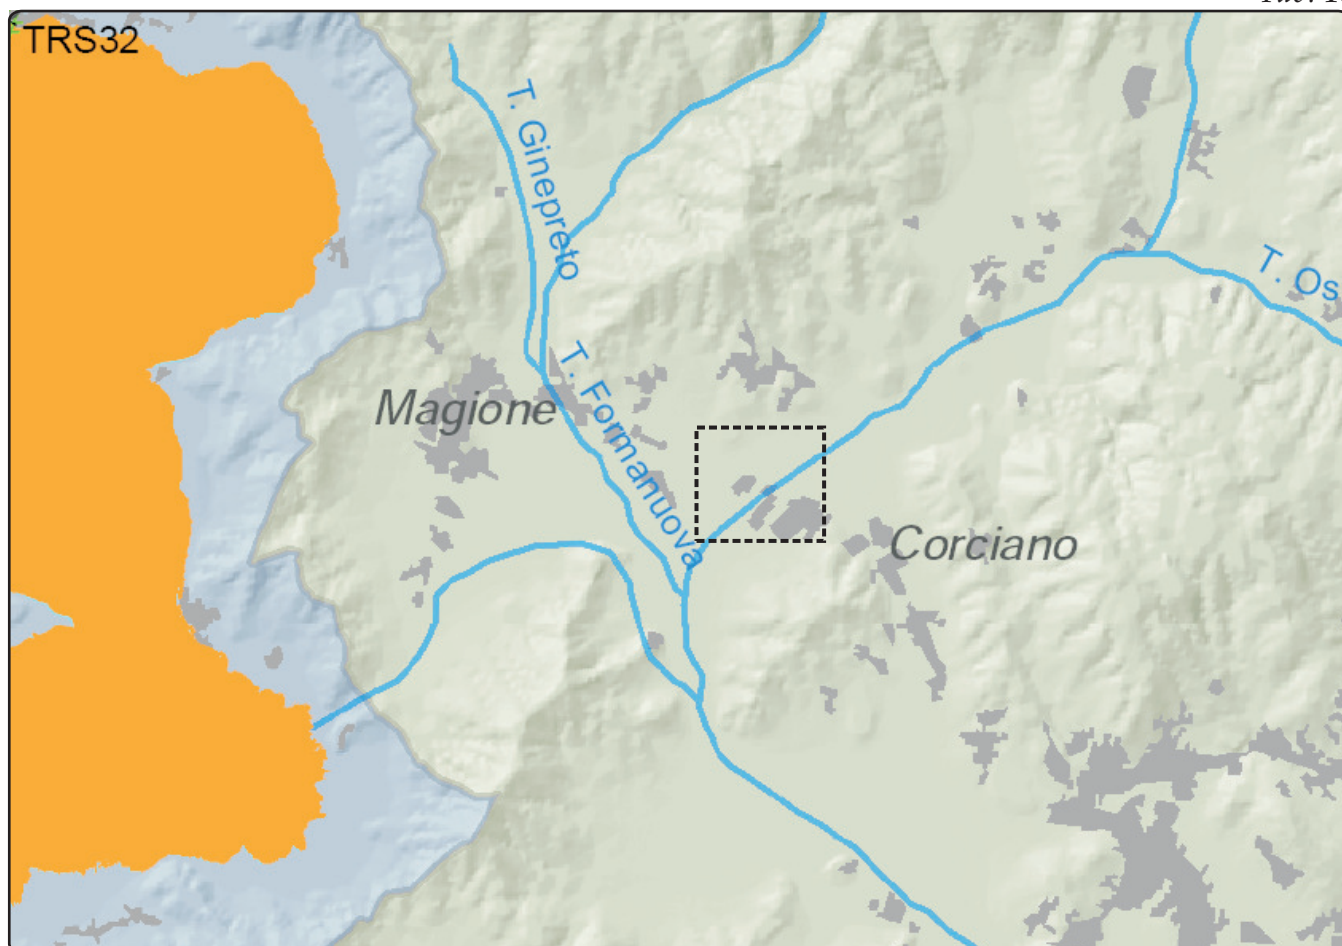 TRS32
T. Ginepreto
T. Os
T. Formanuova
Magione
Corciano